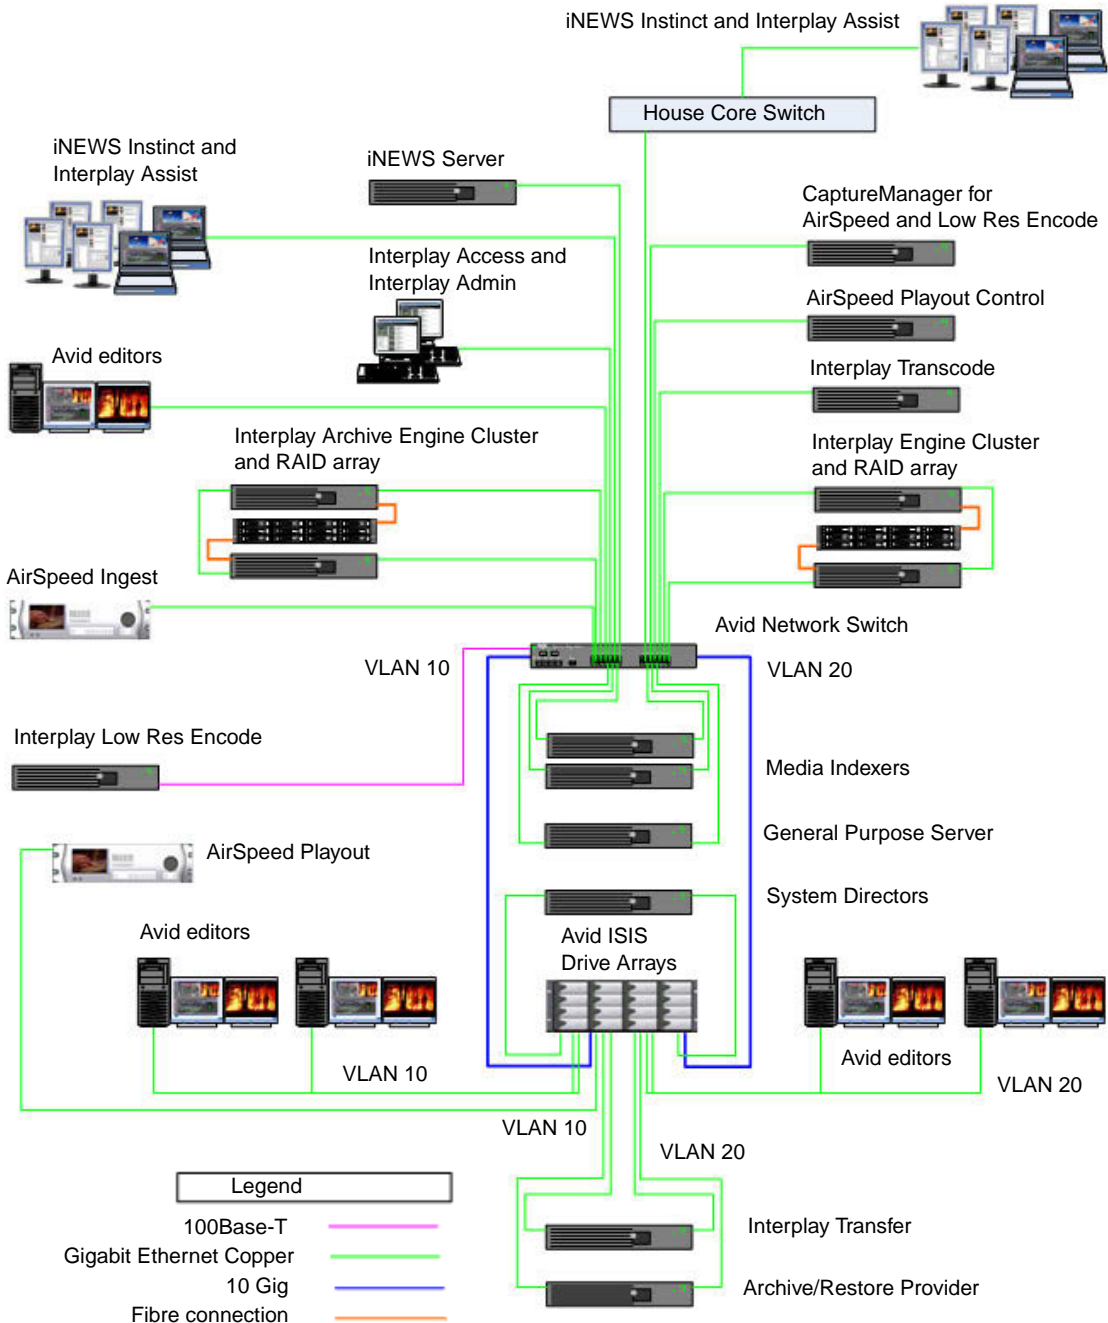 iNEWS Instinct and Interplay Assist
House Core Switch
iNEWS Instinct and
Interplay Assist
iNEWS Server
CaptureManager for
AirSpeed and Low Res Encode
Interplay Access and
Interplay Admin
AirSpeed Playout Control
Avid editors
Interplay Transcode
Interplay Archive Engine Cluster
and RAID array
Interplay Engine Cluster
and RAID array
AirSpeed Ingest
Avid Network Switch
VLAN 10
VLAN 20
Interplay Low Res Encode
Media Indexers
General Purpose Server
AirSpeed Playout
System Directors
Avid editors
Avid ISIS
Drive Arrays
Avid editors
VLAN 10
VLAN 20
VLAN 10
VLAN 20
Legend
100Base-T
Gigabit Ethernet Copper
10 Gig
Fibre connection
Interplay Transfer
Archive/Restore Provider